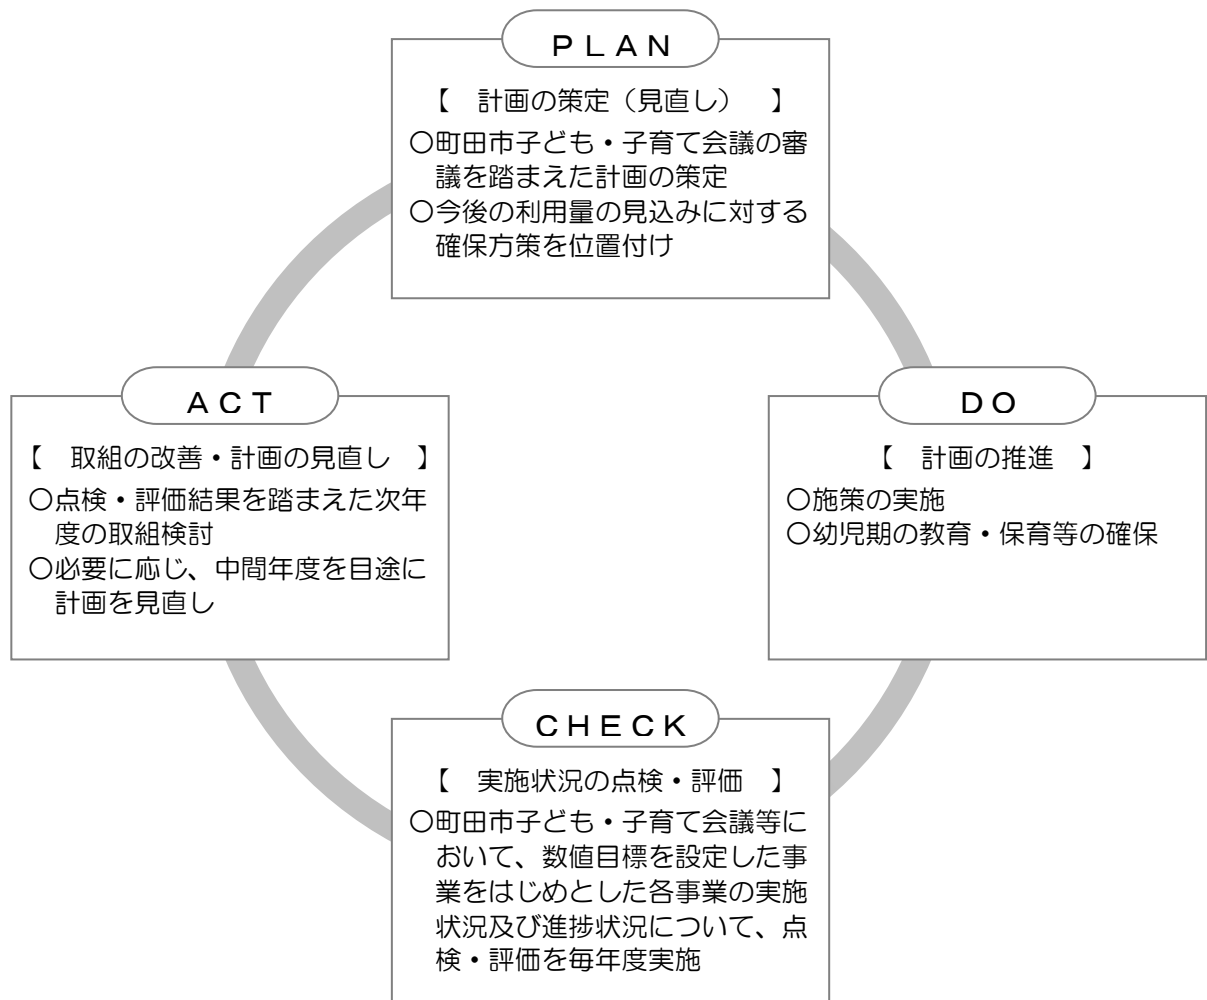 ＰＬＡＮ
【　計画の策定（見直し）　】
○町田市子ども・子育て会議の審
議を踏まえた計画の策定
○今後の利用量の見込みに対する
確保方策を位置付け
ＡＣＴ
【　取組の改善・計画の見直し　】
○点検・評価結果を踏まえた次年
度の取組検討
○必要に応じ、中間年度を目途に
計画を見直し
ＤＯ
【　計画の推進　】
○施策の実施
○幼児期の教育・保育等の確保
ＣＨＥＣＫ
【　実施状況の点検・評価　】
○町田市子ども・子育て会議等に
おいて、数値目標を設定した事
業をはじめとした各事業の実施
状況及び進捗状況について、点
検・評価を毎年度実施